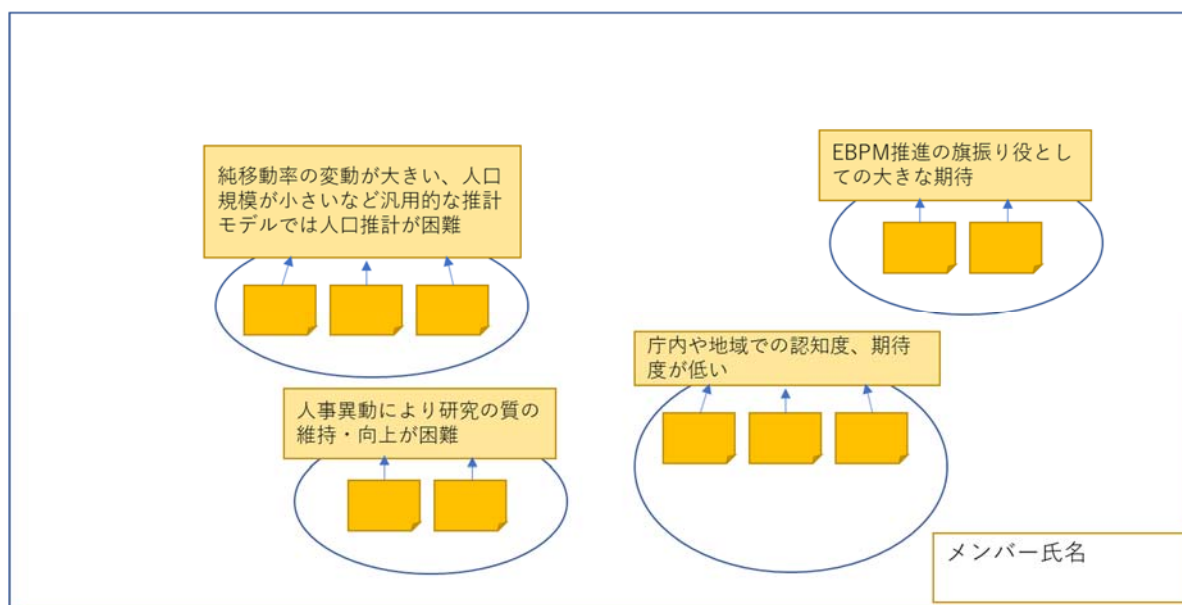 純移動率の変動が大きい、人口
規模が小さいなど汎用的な推計
モデルでは人口推計が困難
EBPM推進の旗振り役とし
ての大きな期待
庁内や地域での認知度、期待
度が低い
人事異動により研究の質の
維持・向上が困難
メンバー氏名